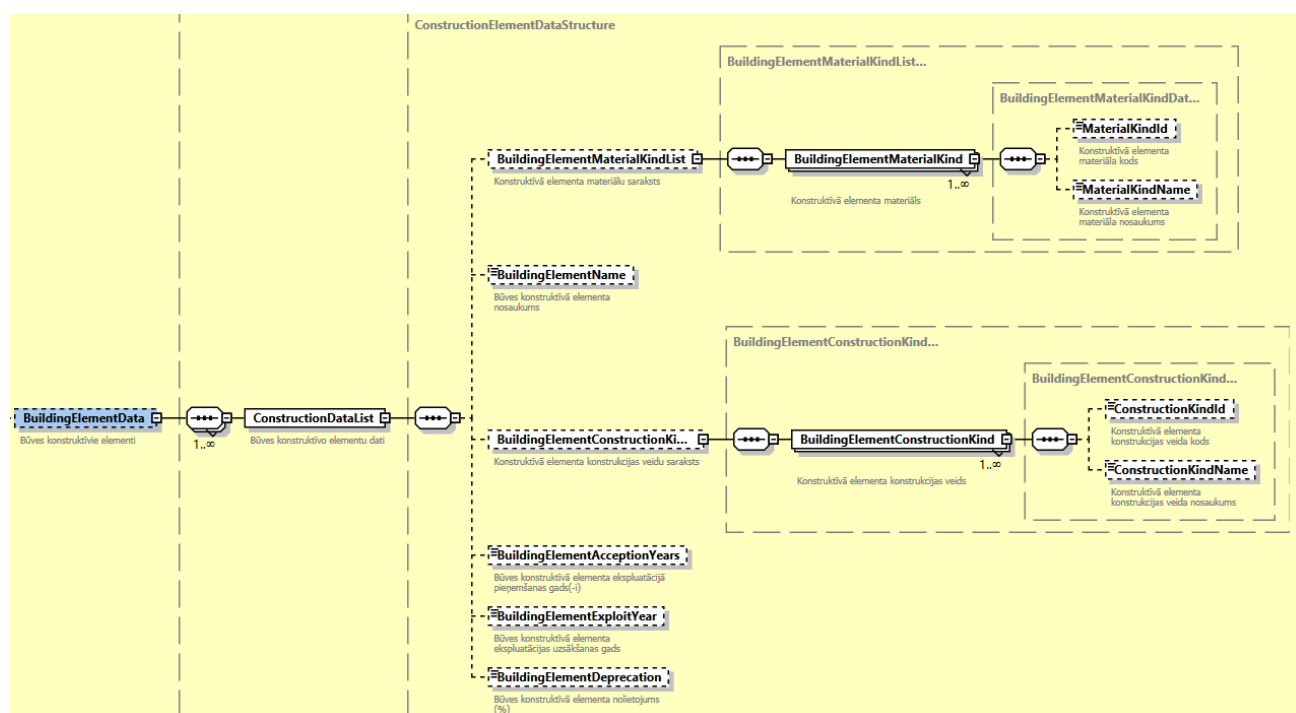 ConstructionElementDataStructure
BuildingElementMaterialKindList...
BuildingElementMaterialKindDat...
MaterialKindId
Konstruktīvā elementa
materiāla kods
BuildingElementMaterialKindList
Konstruktīvā elementa materiālu saraksts
BuildingElementMaterialKind
1..∞
Konstruktīvā elementa materiāls
MaterialKindName
Konstruktīvā elementa
materiāla nosaukums
BuildingElementName
Būves konstruktīvā elementa
nosaukums
BuildingElementConstructionKind...
BuildingElementConstructionKind...
BuildingElementData
Būves konstruktīvie elementi
1..∞
ConstructionDataList
Būves konstruktīvo elementu dati
ConstructionKindId
Konstruktīvā elementa
konstrukcijas veida kods
BuildingElementConstructionKi...
Konstruktīvā elementa konstrukcijas veidu saraksts
BuildingElementConstructionKind
1..∞
Konstruktīvā elementa konstrukcijas veids
ConstructionKindName
Konstruktīvā elementa
konstrukcijas veida nosaukums
BuildingElementAcceptionYears
Būves konstruktīvā elementa ekspluatācijā
pieņemšanas gads(-i)
BuildingElementExploitYear
Būves konstruktīvā elementa
ekspluatācijas uzsākšanas gads
BuildingElementDeprecation
Būves konstruktīvā elementa nolietojums
(%)